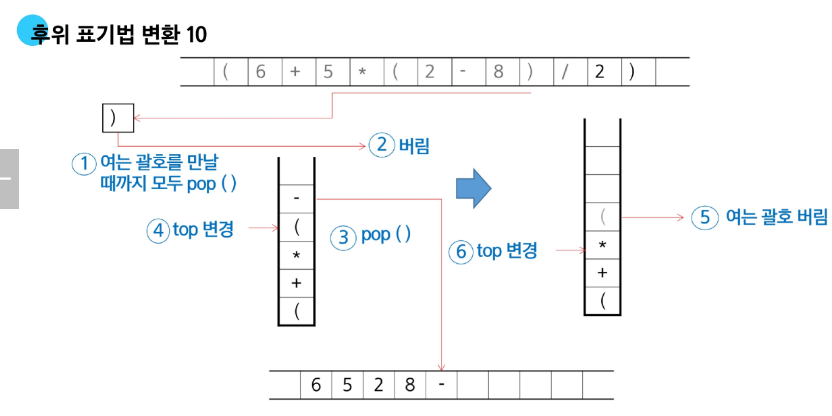 후위 표기법 변환 10
( 6 + 5 * ( 2 - 8 ) / 2 )
)
② 버림
① 여는 괄호를 만날
때까지 모두 pop ( )
-
④ top 변경
(
③ pop ( )
*
+
(
(
⑤ 여는 괄호 버림
⑥ top 변경
*
+
(
6 5 2 8 -